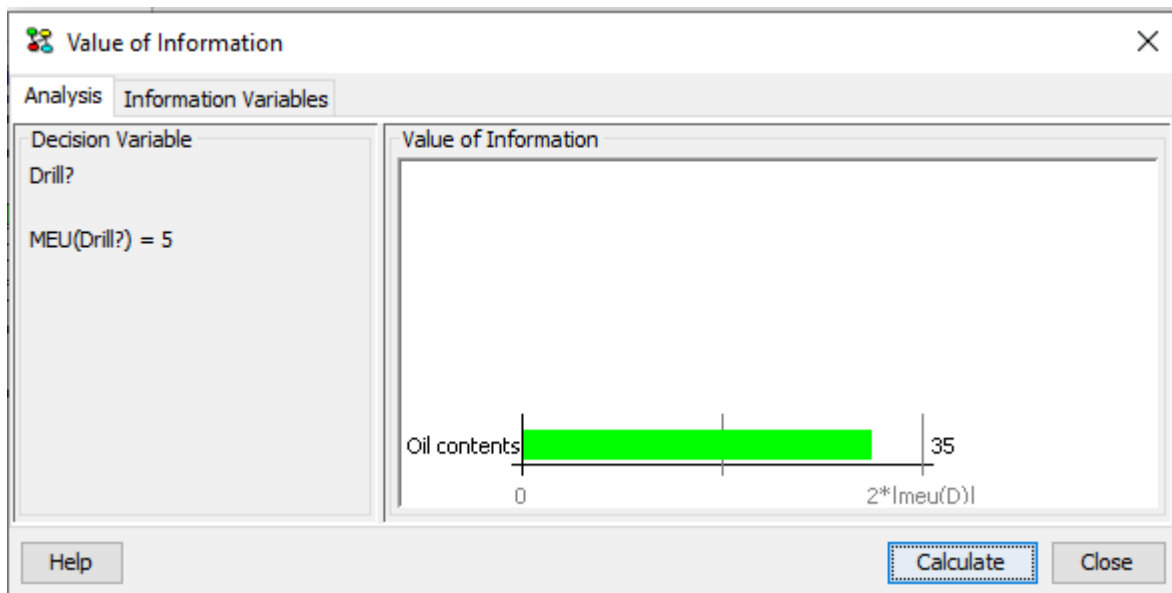 Value of Information
Analysis
Information Variables
Decision Variable
Drill?
MEU(Drill?) = 5
Value of Information
Oil contents
35
0
2*|meu(D)|
Help
Calculate
Close